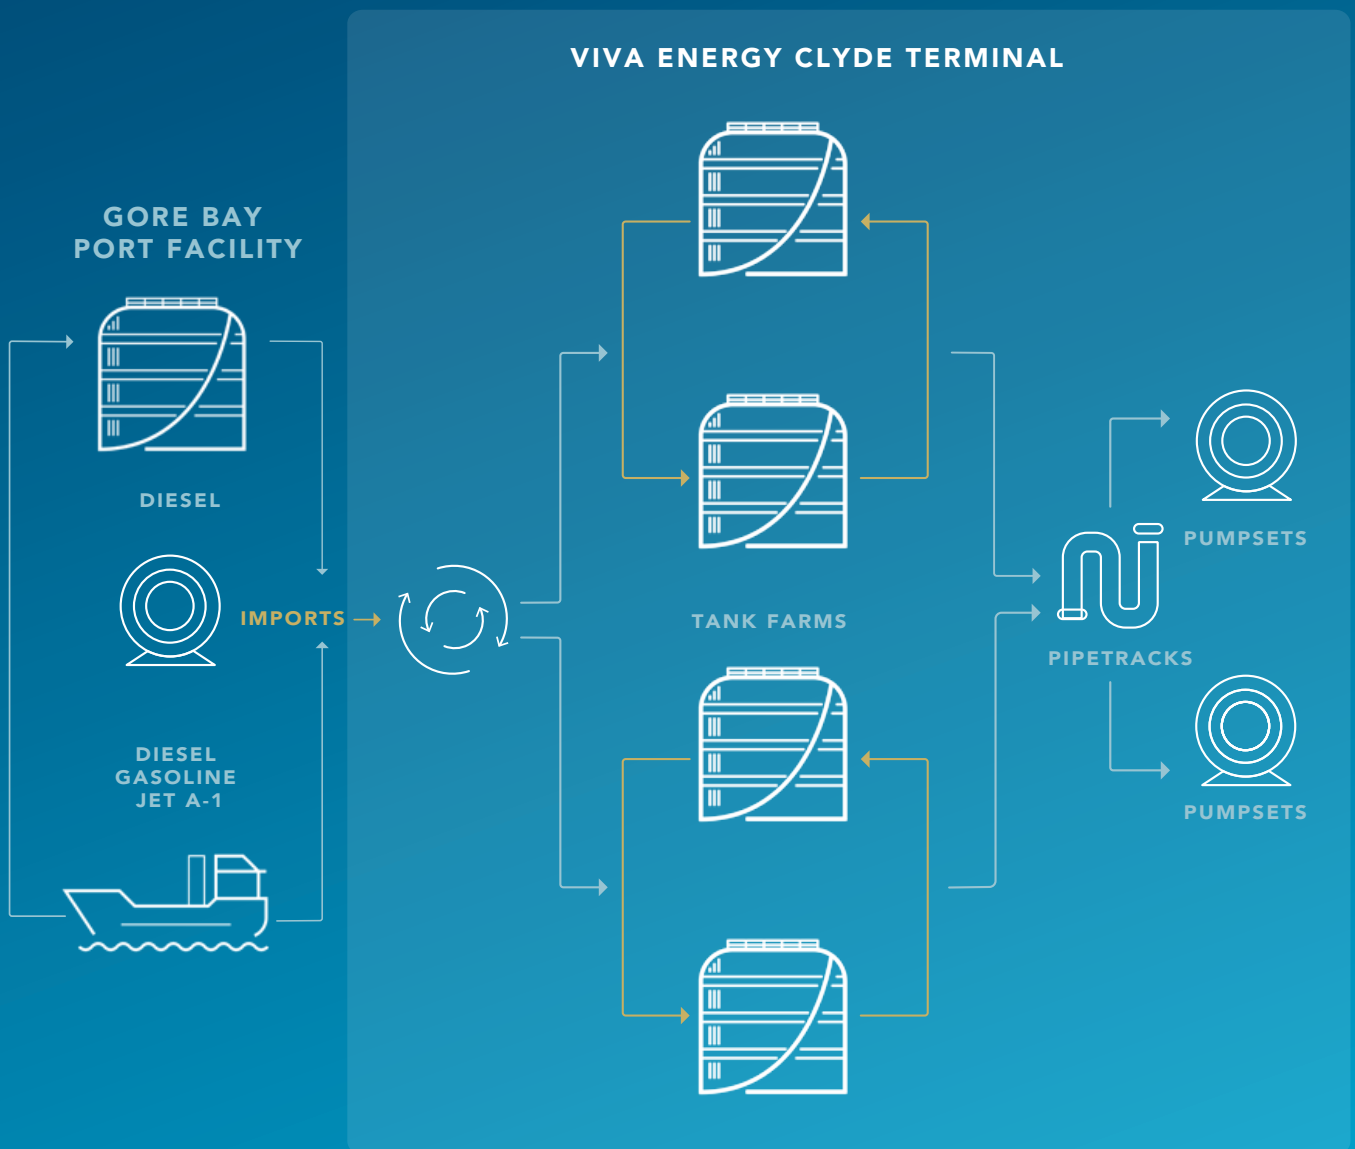 VIVA ENERGY CLYDE TERMINAL
GORE BAY
PORT FACILITY
DIESEL
IMPORTS
DIESEL
GASOLINE
JET A-1
TANK FARMS
PIPETRACKS
PUMPSETS
PUMPSETS